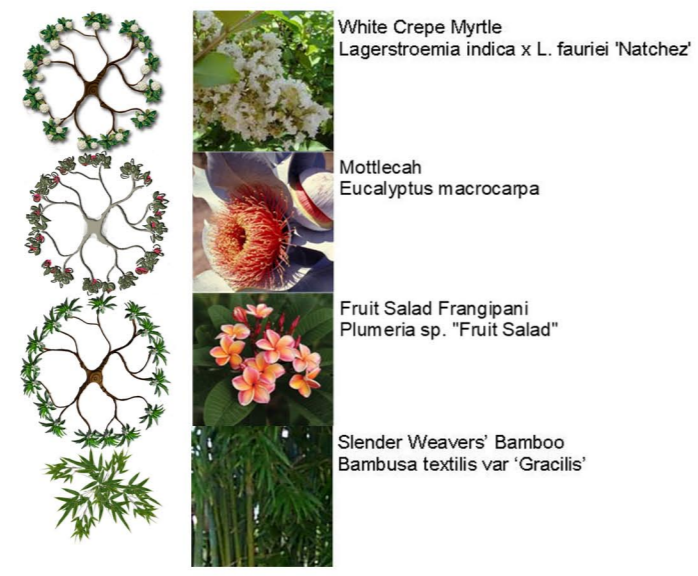 White Crepe Myrtle
Lagerstroemia indica x L. fauriei 'Natchez'
Mottlecah
Eucalyptus macrocarpa
Fruit Salad Frangipani
Plumeria sp. "Fruit Salad"
Slender Weavers’ Bamboo
Bambusa textilis var ‘Gracilis’